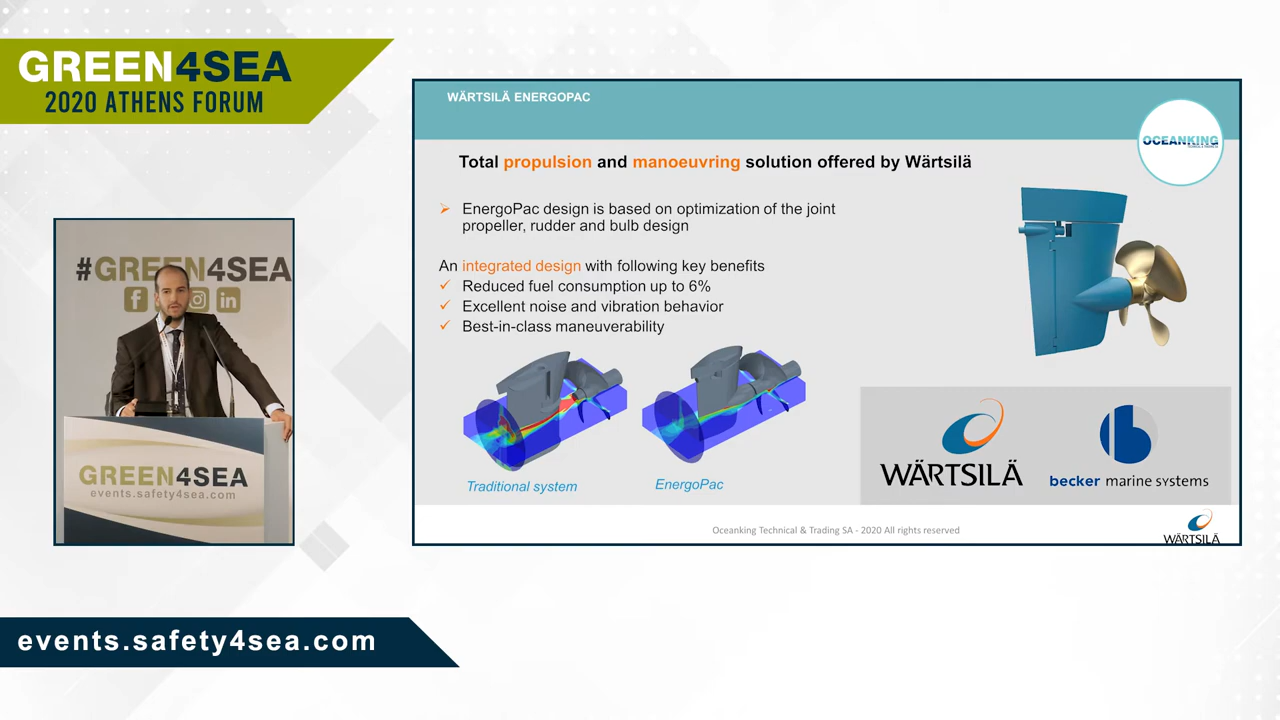 GREEN4SEA
2020 ATHENS FORUM
#GREEN4SEA
f
in
GREEN4SEA
events.safety4sea.com
events.safety4sea.com
WÄRTSILÄ ENERGOPAC
OCEANKING
Total propulsion and manoeuvring solution offered by Wärtsilä
EnergoPac design is based on optimization of the joint
propeller, rudder and bulb design
An integrated design with following key benefits
Reduced fuel consumption up to 6%
Excellent noise and vibration behavior
Best-in-class maneuverability
Traditional system
EnergoPac
WÄRTSILÄ
becker marine systems
Oceanking Technical & Trading SA - 2020 All rights reserved
WÄRTSILÄ